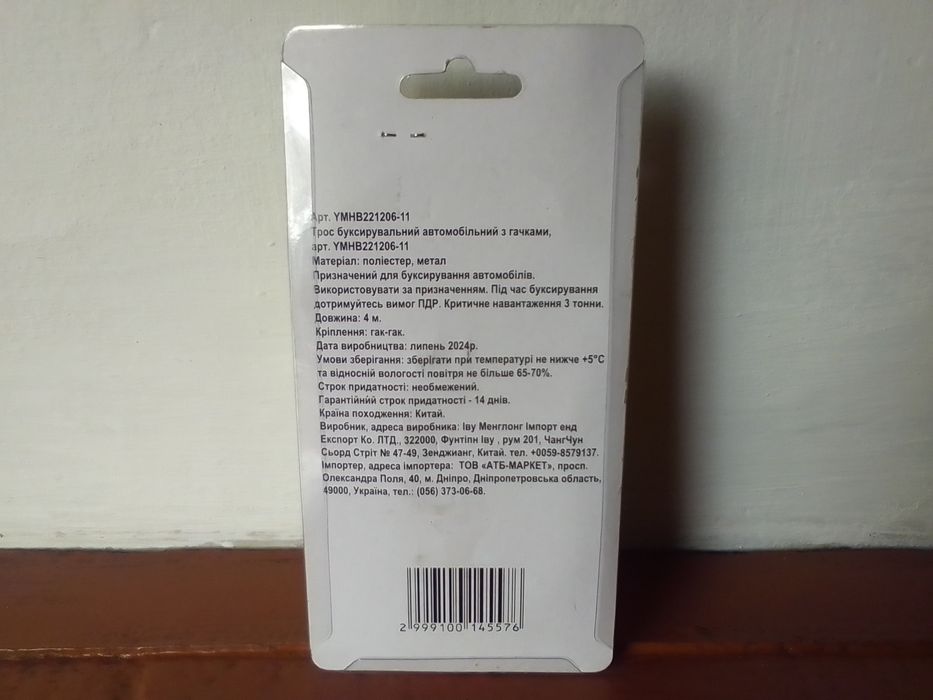 Арт. YMHB221206-11
Трос буксирувальний автомобільний з гачками,
арт. YMHB221206-11
Матеріал: поліестер, метал
Призначений для буксирування автомобілів.
Використовувати за призначенням. Під час буксирування
дотримуйтесь вимог ПДР. Критичне навантаження 3 тонни.
Довжина: 4 м.
Кріплення: гак-гак.
Дата виробництва: липень 2024р.
Умови зберігання: зберігати при температурі не нижче +5°С
та відносній вологості повітря не більше 65-70%.
Строк придатності: необмежений.
Гарантійний строк придатності - 14 днів.
Країна походження: Китай.
Виробник, адреса виробника: Іву Менглонг Імпорт енд
Експорт Ко. ЛТД., 322000, Фунтіпн Іву , рум 201, ЧангЧун
Сьорд Стріт № 47-49, Зенджианг, Китай. тел. +0059-8579137.
Імпортер, адреса імпортера: ТОВ «АТБ-МАРКЕТ», просп.
Олександра Поля, 40, м. Дніпро, Дніпропетровська область,
49000, Україна, тел.: (056) 373-06-68.
2 999100 145576